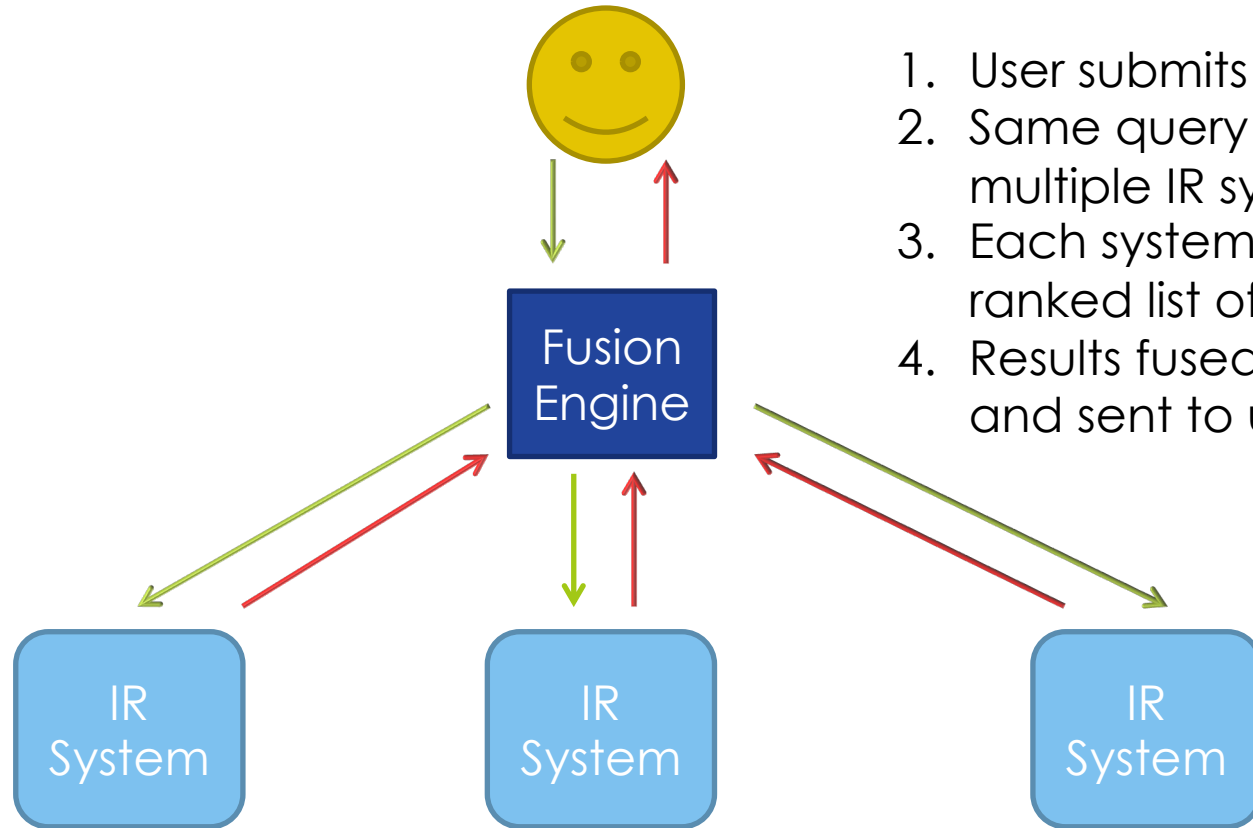 1. User submits
2. Same query
multiple IR sy
3. Each system
ranked list of
4. Results fused
and sent to
Fusion
Engine
IR
System
IR
System
IR
System